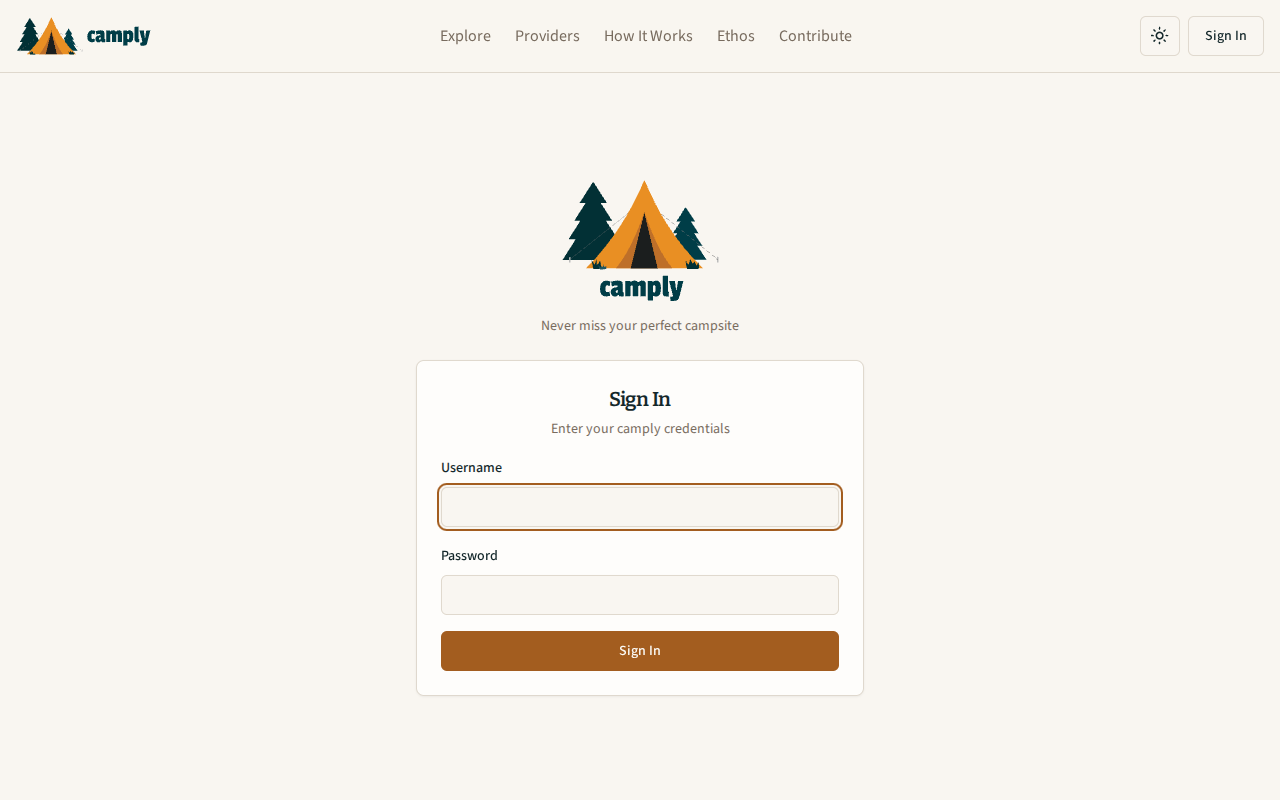 camply
Explore
Providers
How It Works
Ethos
Contribute
Sign In
camply
Never miss your perfect campsite
Sign In
Enter your camply credentials
Username
Password
Sign In